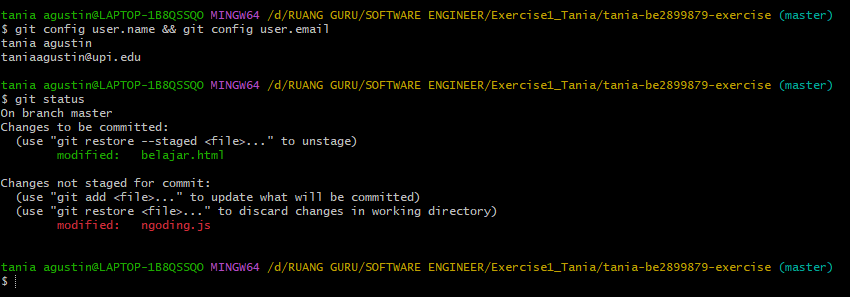 tania agustin@LAPTOP-1B8QSSQO MINGW64 /d/RUANG GURU/SOFTWARE ENGINEER/Exercise1_Tania/tania-be2899879-exercise (master)
$ git config user.name && git config user.email
tania agustin
taniaagustin@upi.edu

tania agustin@LAPTOP-1B8QSSQO MINGW64 /d/RUANG GURU/SOFTWARE ENGINEER/Exercise1_Tania/tania-be2899879-exercise (master)
$ git status
On branch master
Changes to be committed:
  (use "git restore --staged <file>..." to unstage)
        modified:   belajar.html

Changes not staged for commit:
  (use "git add <file>..." to update what will be committed)
  (use "git restore <file>..." to discard changes in working directory)
        modified:   ngoding.js

tania agustin@LAPTOP-1B8QSSQO MINGW64 /d/RUANG GURU/SOFTWARE ENGINEER/Exercise1_Tania/tania-be2899879-exercise (master)
$